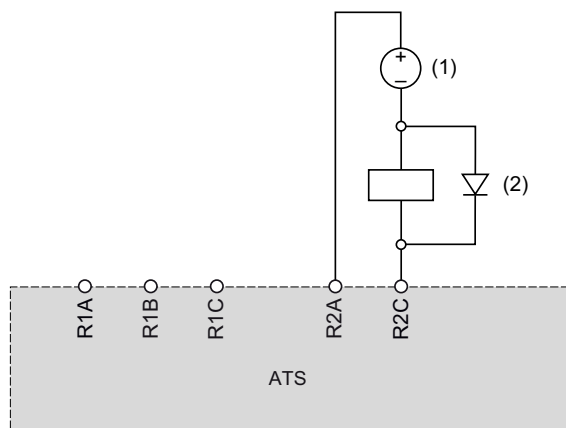 +
(1)
−
(2)
R1A
R1B
R1C
R2A
R2C
ATS